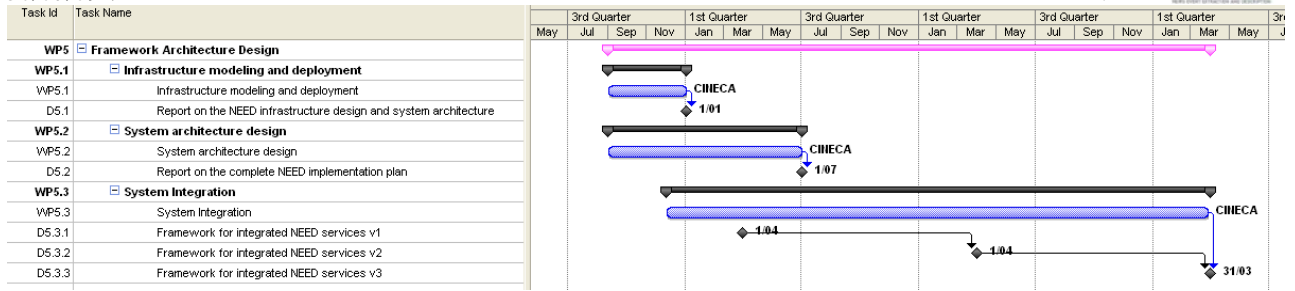 Task Id Task Name 3rd Quarter 1st Quarter 3rd Quarter 1st Quarter 3rd Quarter 1st Quarter
May Jul Sep Nov Jan Mar May Jul Sep Nov Jan Mar May Jul Sep Nov Jan Mar May
WP5 Framework Architecture Design
WP5.1 Infrastructure modeling and deployment
WP5.1 Infrastructure modeling and deployment CINECA
D5.1 Report on the NEED infrastructure design and system architecture 1/01
WP5.2 System architecture design
WP5.2 System architecture design CINECA
D5.2 Report on the complete NEED implementation plan 1/07
WP5.3 System Integration
WP5.3 System Integration CINECA
D5.3.1 Framework for integrated NEED services v1 1/04
D5.3.2 Framework for integrated NEED services v2 1/04
D5.3.3 Framework for integrated NEED services v3 31/03